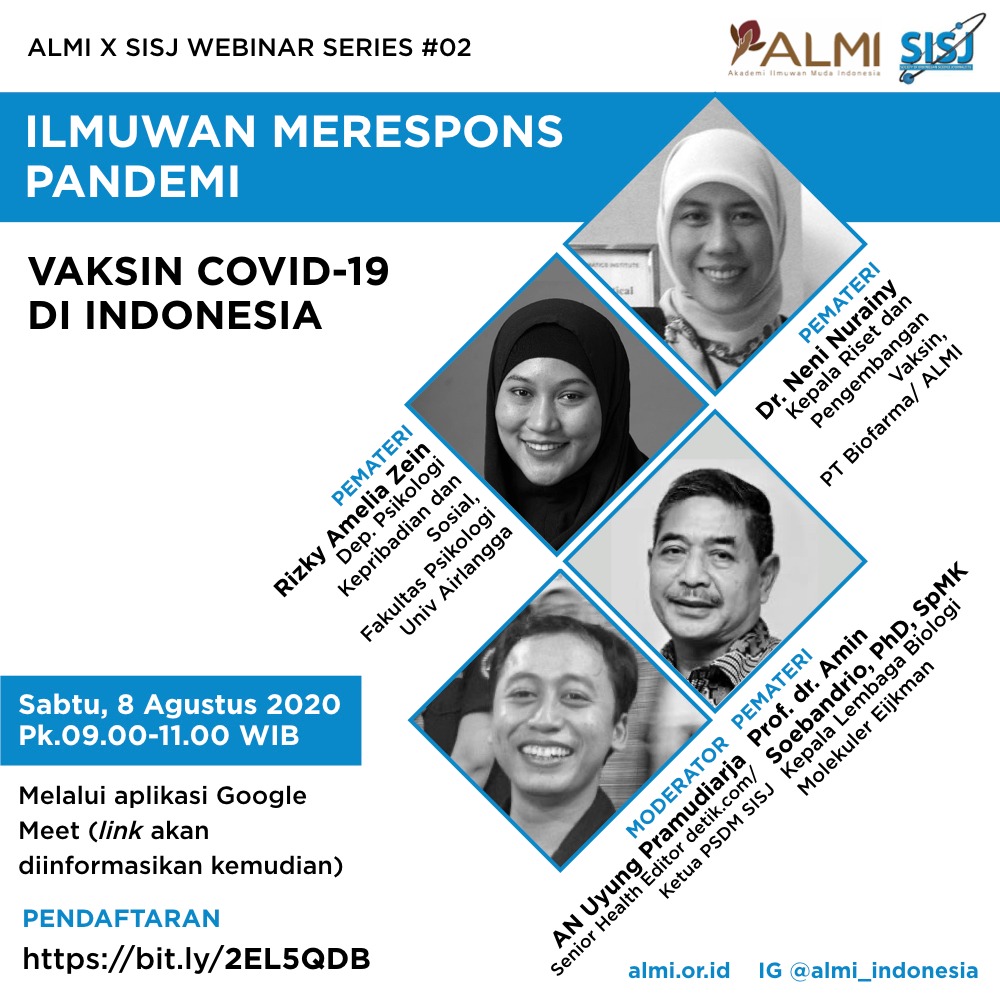 ALMI X SISJ WEBINAR SERIES #02
ALMI
Akademi Ilmuwan Muda Indonesia
SISJ
ILMUWAN MERESPONS
PANDEMI
VAKSIN COVID-19
DI INDONESIA
PEMATERI
Dr. Neni Nurainy
Kepala Riset dan
Pengembangan
Vaksin,
PT Biofarma/ ALMI
PEMATERI
Rizky Amelia Zein
Dep. Psikologi
Kepribadian dan
Sosial,
Fakultas Psikologi
Univ Airlangga
PEMATERI
Prof. dr. Amin
Soebandrio, PhD, SpMK
Kepala Lembaga Biologi
Molekuler Eijkman
MODERATOR
AN Uyung Pramudiarja
Senior Health Editor detik.com/
Ketua PSDM SISJ
Sabtu, 8 Agustus 2020
Pk.09.00-11.00 WIB
Melalui aplikasi Google
Meet (link akan
diinformasikan kemudian)
PENDAFTARAN
https://bit.ly/2EL5QDB
almi.or.id IG @almi_indonesia